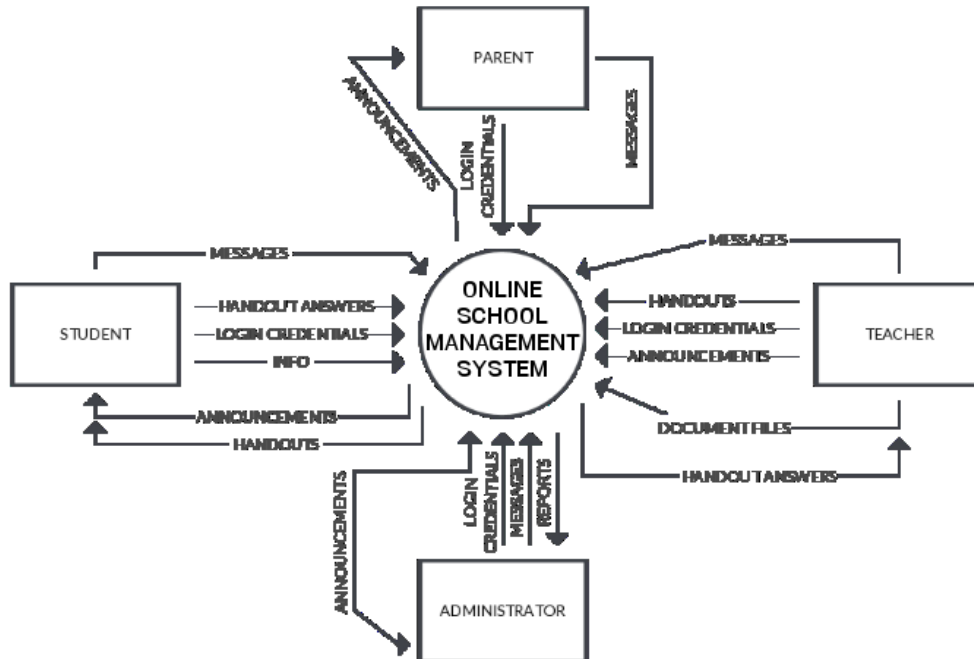 PARENT
ANNOUNCEMENTS
LOGIN
CREDENTIALS
MESSAGES
MESSAGES
MESSAGES
HANDOUT ANSWERS
LOGIN CREDENTIALS
INFO
STUDENT
ONLINE
SCHOOL
MANAGEMENT
SYSTEM
HANDOUTS
LOGIN CREDENTIALS
ANNOUNCEMENTS
TEACHER
ANNOUNCEMENTS
HANDOUTS
DOCUMENT FILES
HANDOUT ANSWERS
ANNOUNCEMENTS
LOGIN
CREDENTIALS
MESSAGES
REPORTS
ADMINISTRATOR